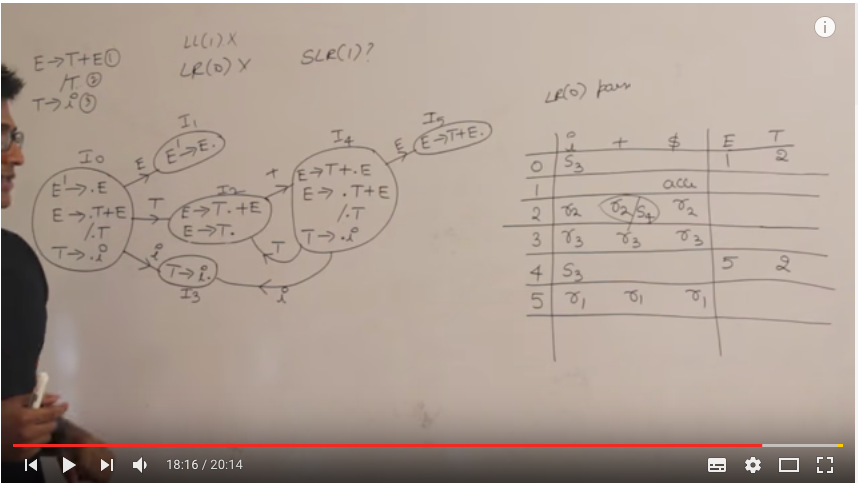 E→T+E ①
/T ②
T→i ③
LL(1) X
LR(0) X
SLR(1)?
I0
E'→.E
E→.T+E
/.T
T→.i
E
I1
E'→E.
T
I2
E→T.+E
E→T.
i
T→i.
I3
+
I4
E→T+.E
E→.T+E
/.T
T→.i
T
i
E
I5
E→T+E.
LR(0) pars
i + $ E T
0 S3 1 2
1 acce
2 r2 r2/S4 r2
3 r3 r3 r3
4 S3 5 2
5 r1 r1 r1
i
18:16 / 20:14